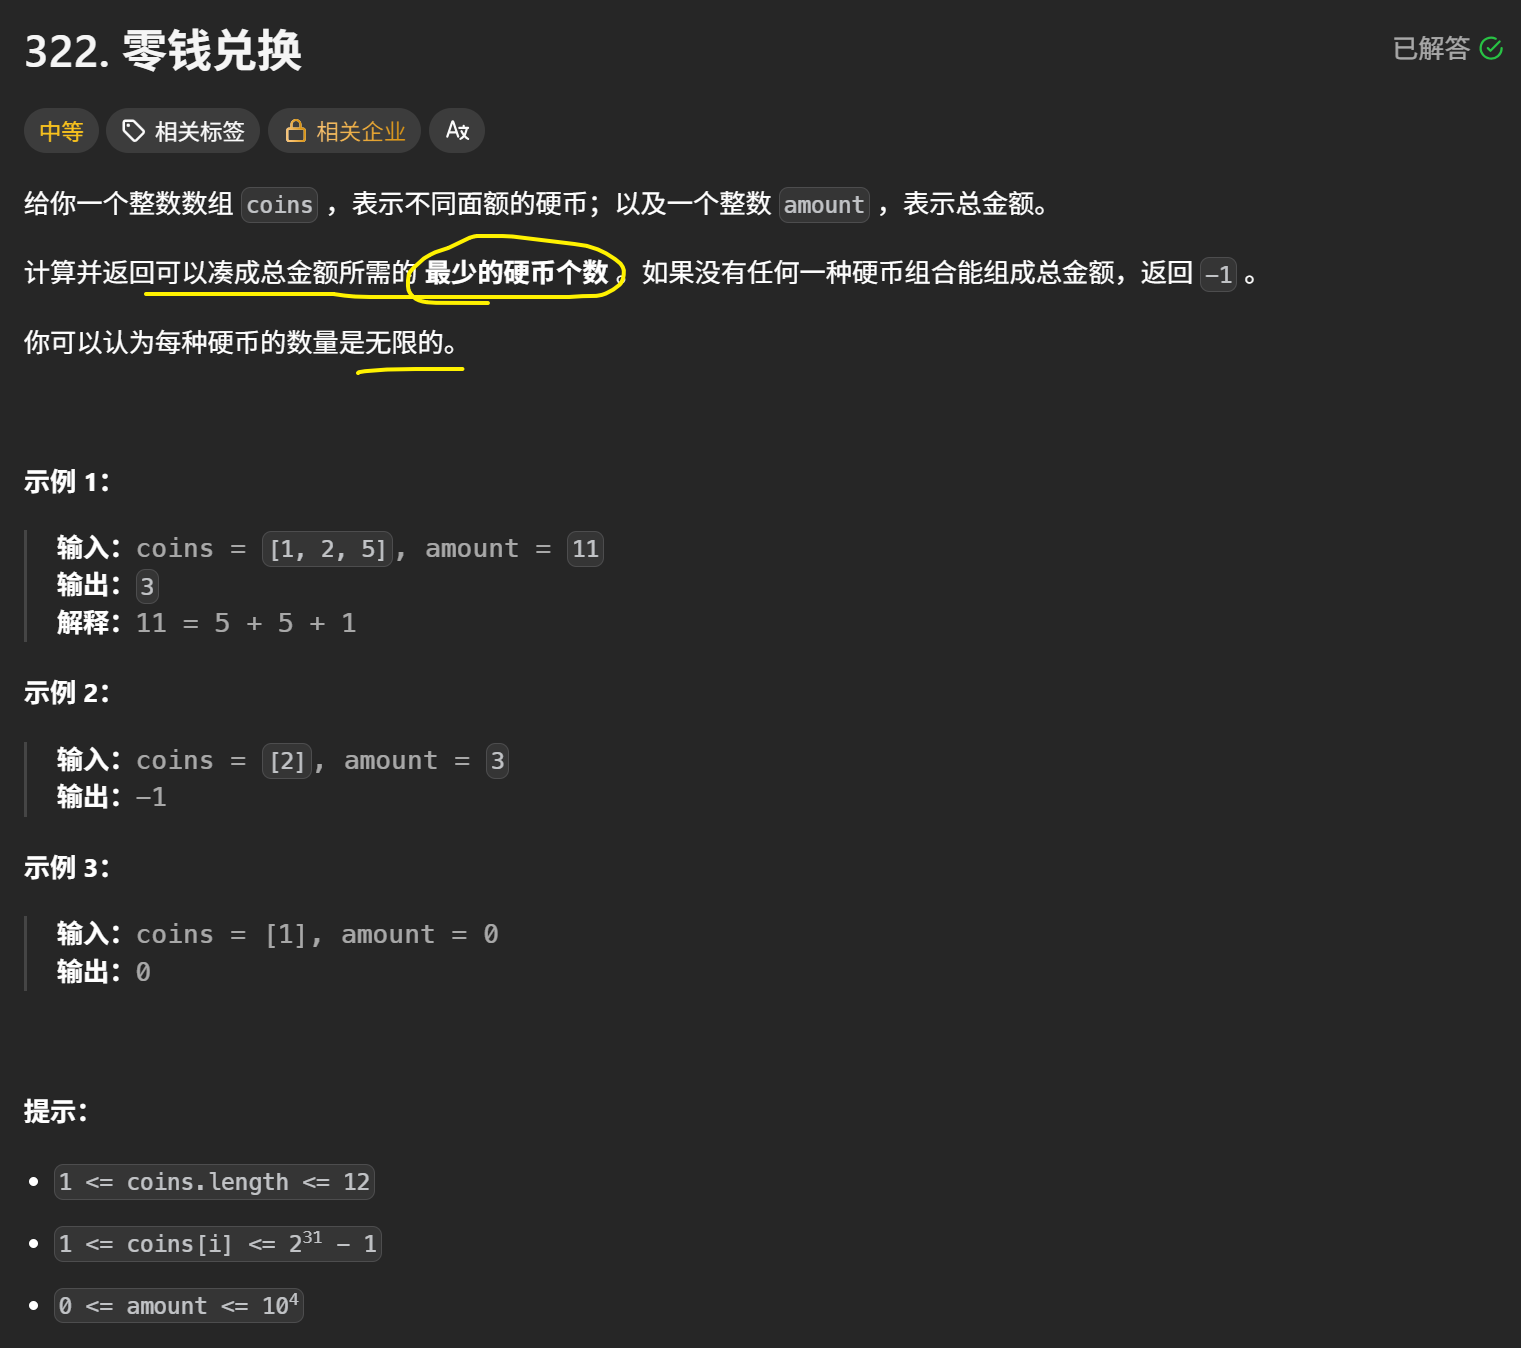 322. 零钱兑换
已解答
中等 相关标签 相关企业
给你一个整数数组 coins ，表示不同面额的硬币；以及一个整数 amount ，表示总金额。
计算并返回可以凑成总金额所需的 最少的硬币个数 。如果没有任何一种硬币组合能组成总金额，返回 -1 。
你可以认为每种硬币的数量是无限的。
示例 1：
输入：coins = [1, 2, 5], amount = 11
输出：3
解释：11 = 5 + 5 + 1
示例 2：
输入：coins = [2], amount = 3
输出：-1
示例 3：
输入：coins = [1], amount = 0
输出：0
提示：
1 <= coins.length <= 12
1 <= coins[i] <= 2³¹ - 1
0 <= amount <= 10⁴